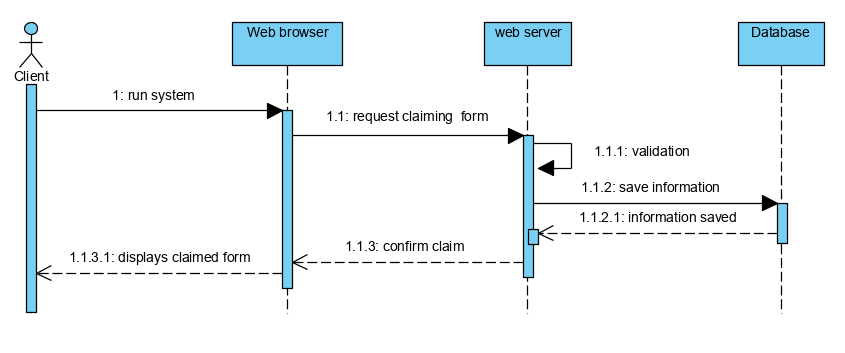 Web browser
web server
Database
Client
1: run system
1.1: request claiming  form
1.1.1: validation
1.1.2: save information
1.1.2.1: information saved
1.1.3: confirm claim
1.1.3.1: displays claimed form